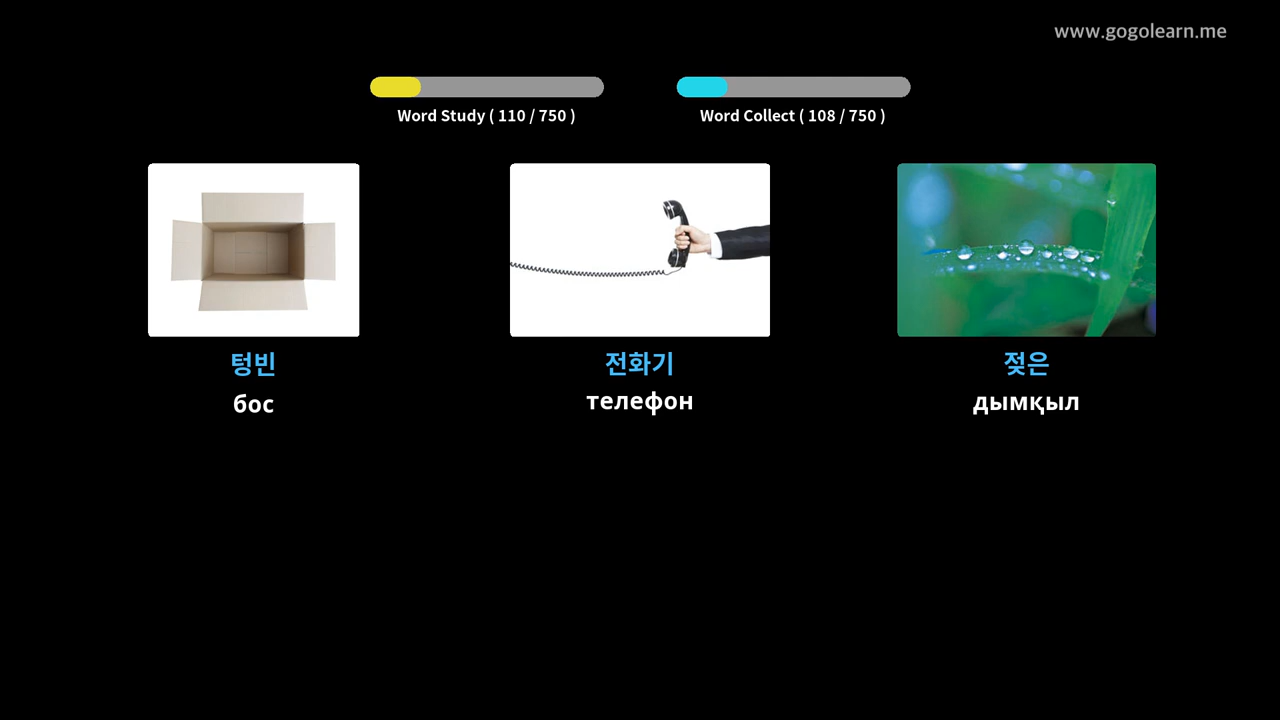 www.gogolearn.me
Word Study ( 110 / 750 )
Word Collect ( 108 / 750 )
텅빈
전화기
젖은
бос
телефон
дымқыл